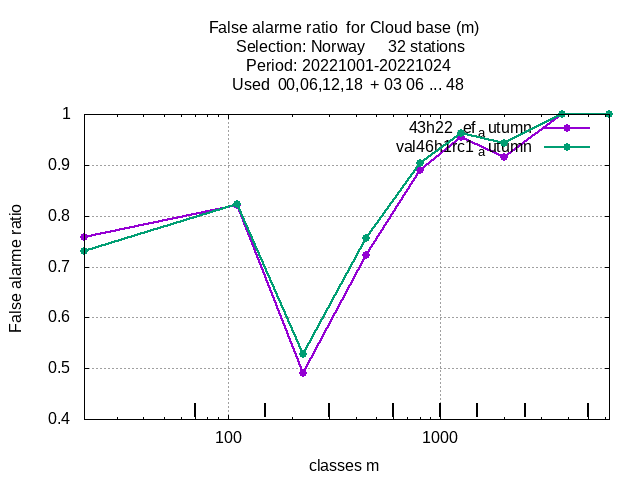 False alarme ratio for Cloud base (m)
Selection: Norway 32 stations
Period: 20221001-20221024
Used 00,06,12,18 + 03 06 ... 48
1
0.9
0.8
0.7
0.6
0.5
0.4
False alarme ratio
43h22_ef_autumn
val46h1rc1_autumn
100
1000
classes m